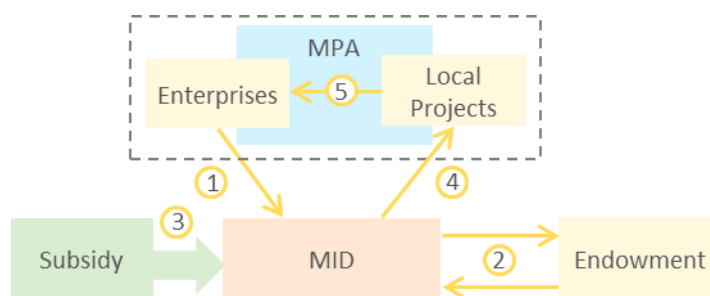 MPA
Enterprises
5
Local
Projects
1
4
3
Subsidy
MID
2
Endowment